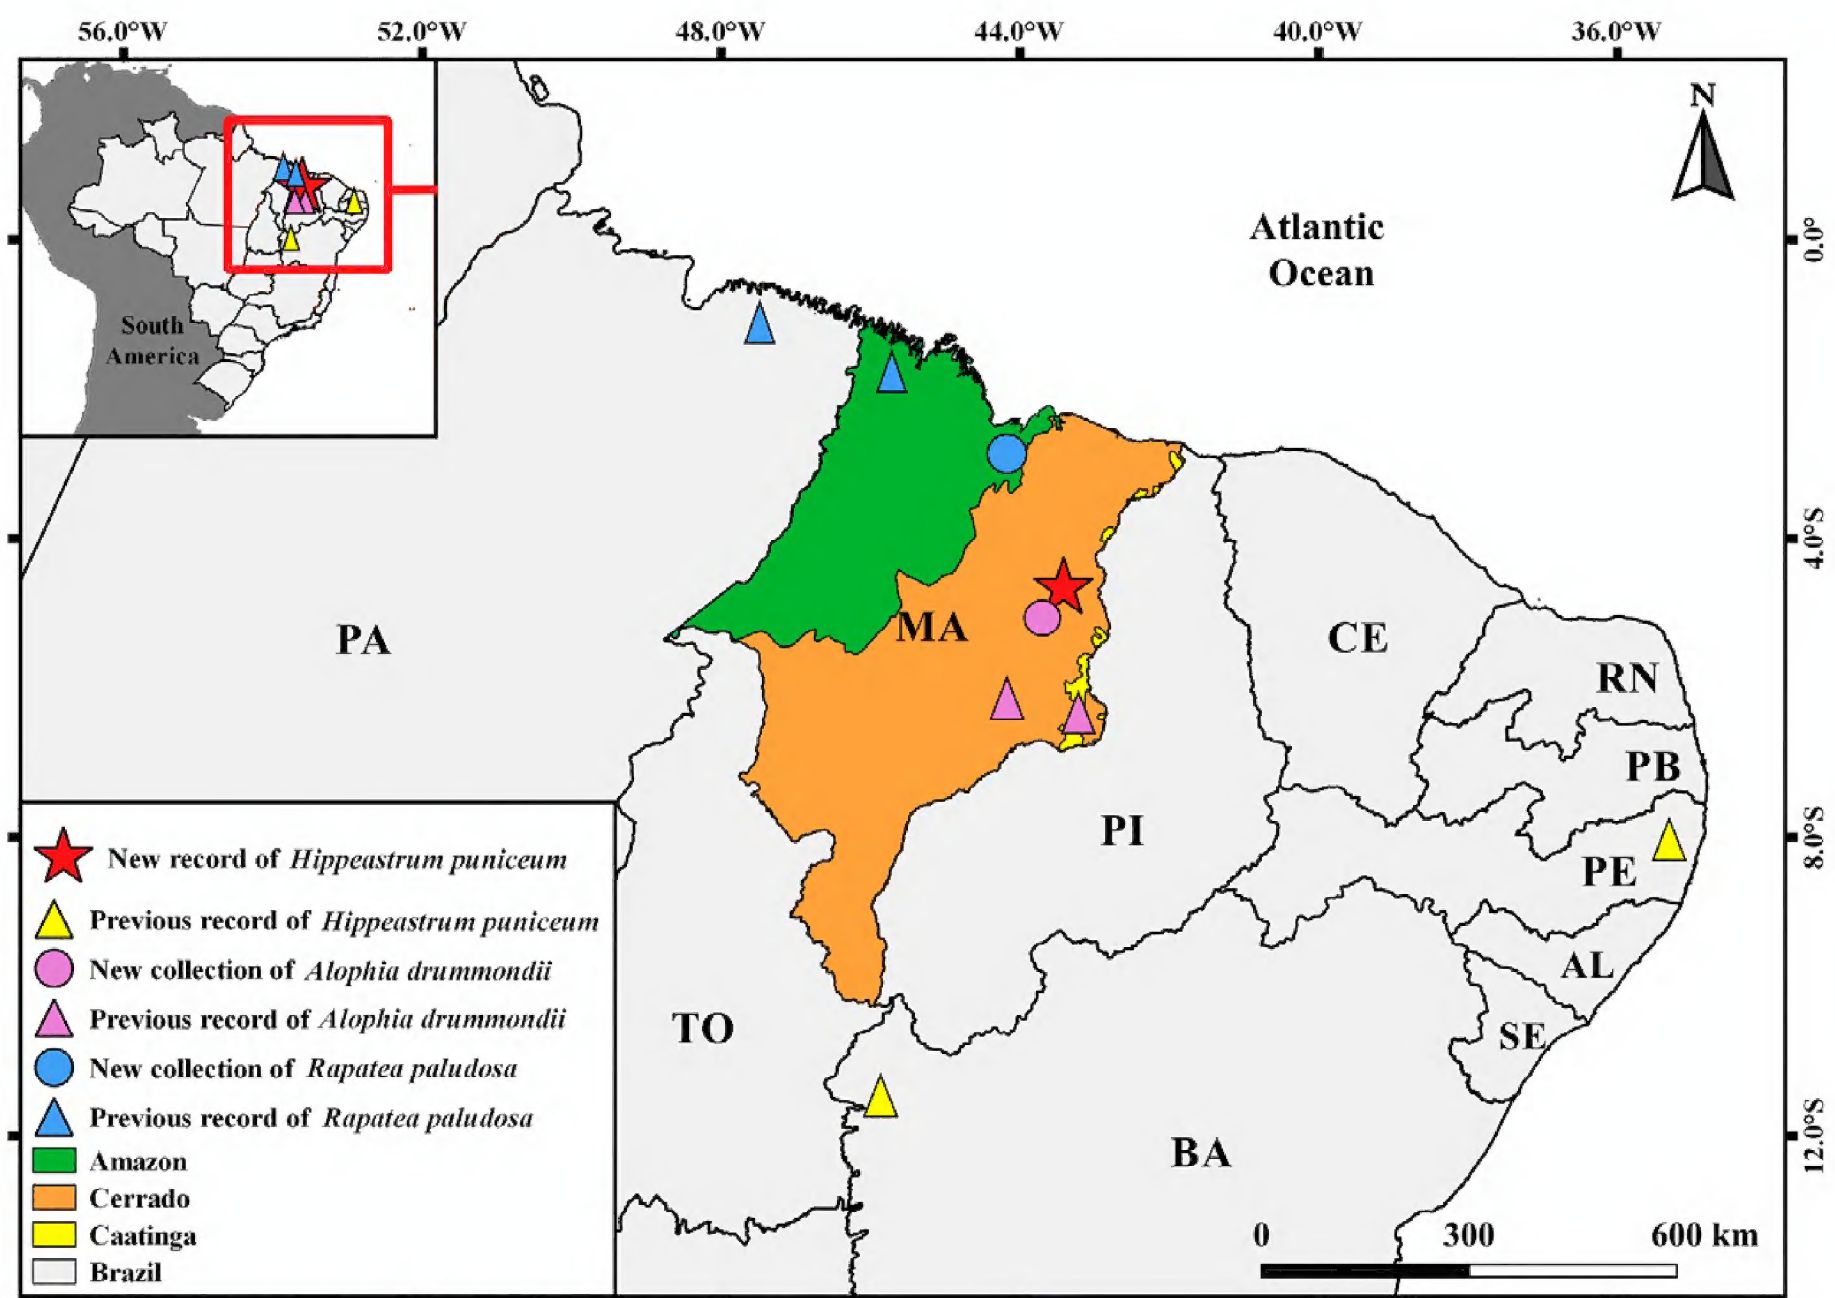 56.0°W 52.0°W 48.0°W 44.0°W 40.0°W 36.0°W
N
Atlantic
Ocean
0.0°
South
America
4.0°S
MA
PA
CE
RN
PB
PI
8.0°S
PE
AL
TO
SE
12.0°S
BA
New record of Hippeastrum puniceum
Previous record of Hippeastrum puniceum
New collection of Alophia drummondii
Previous record of Alophia drummondii
New collection of Rapatea paludosa
Previous record of Rapatea paludosa
Amazon
Cerrado
Caatinga
Brazil
0 300 600 km